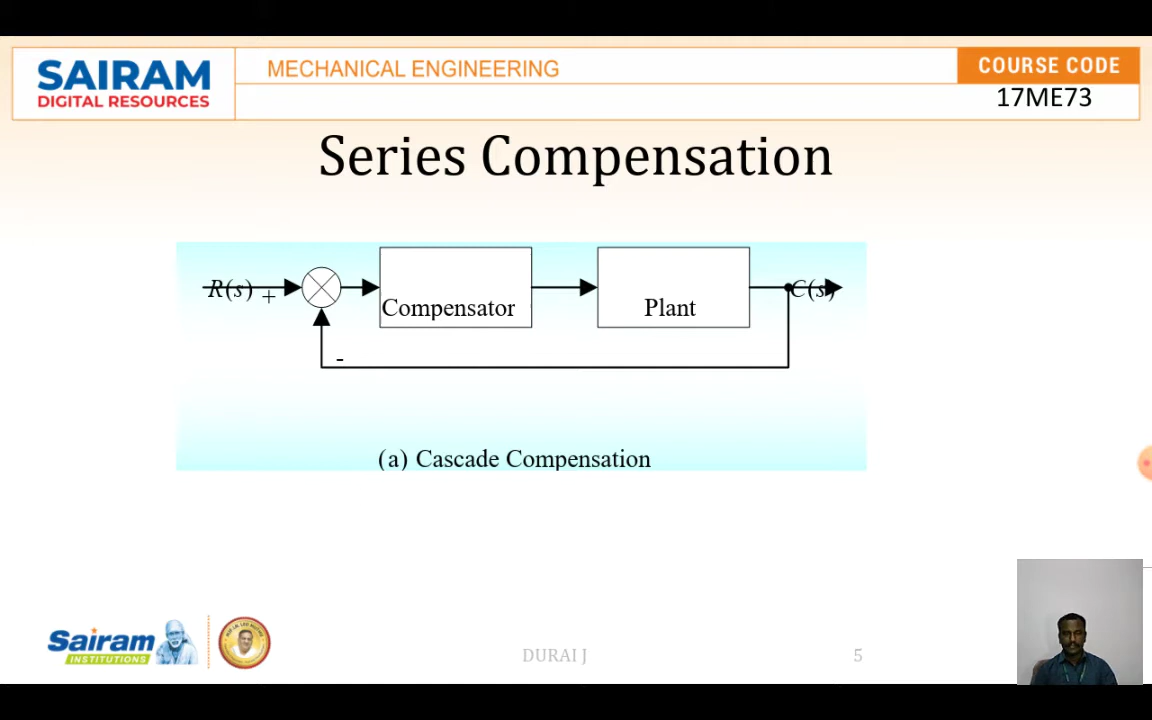 SAIRAM
DIGITAL RESOURCES
MECHANICAL ENGINEERING
COURSE CODE
17ME73
Series Compensation
R(s) +
C(s)
Compensator
Plant
-
(a) Cascade Compensation
Sairam
INSTITUTIONS
DURAI J
5